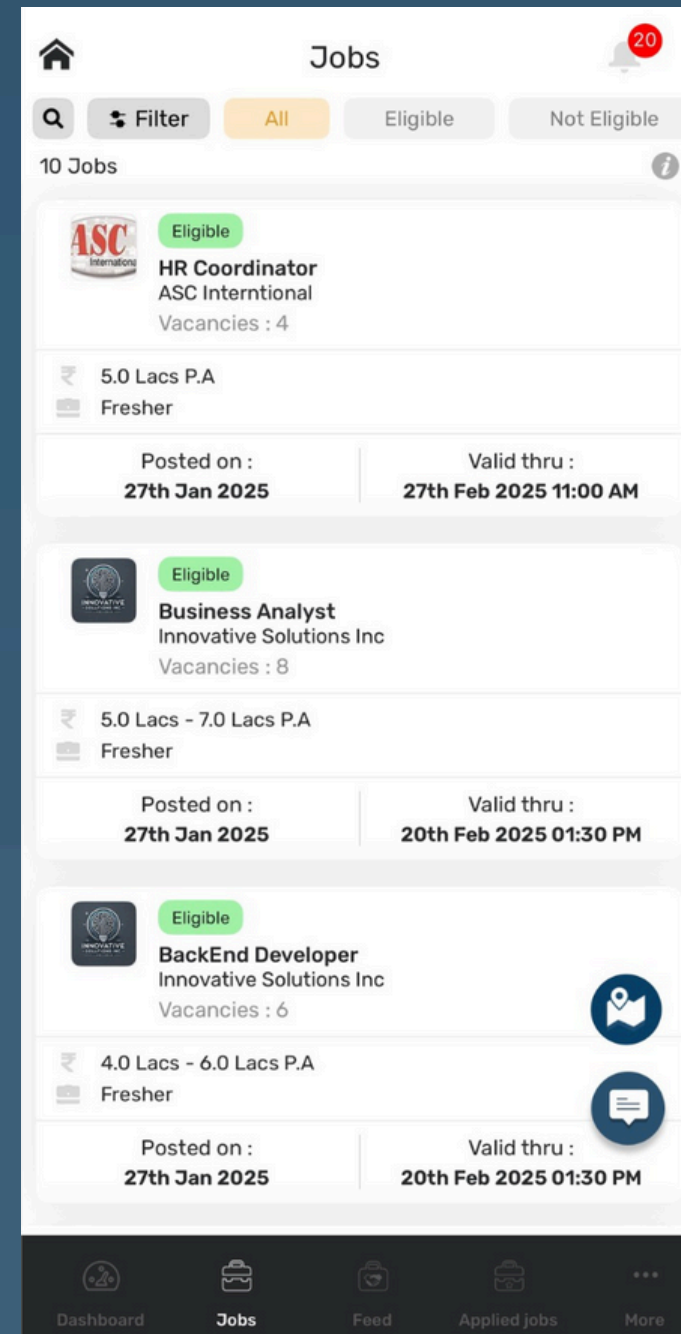 Jobs
20
Filter
All
Eligible
Not Eligible
10 Jobs
i
ASC
International
Eligible
HR Coordinator
ASC Interntional
Vacancies : 4
₹ 5.0 Lacs P.A
Fresher
Posted on :
27th Jan 2025
Valid thru :
27th Feb 2025 11:00 AM
INNOVATIVE
SOLUTIONS INC
Eligible
Business Analyst
Innovative Solutions Inc
Vacancies : 8
₹ 5.0 Lacs - 7.0 Lacs P.A
Fresher
Posted on :
27th Jan 2025
Valid thru :
20th Feb 2025 01:30 PM
INNOVATIVE
Eligible
BackEnd Developer
Innovative Solutions Inc
Vacancies : 6
₹ 4.0 Lacs - 6.0 Lacs P.A
Fresher
Posted on :
27th Jan 2025
Valid thru :
20th Feb 2025 01:30 PM
Dashboard
Jobs
Feed
Applied jobs
More